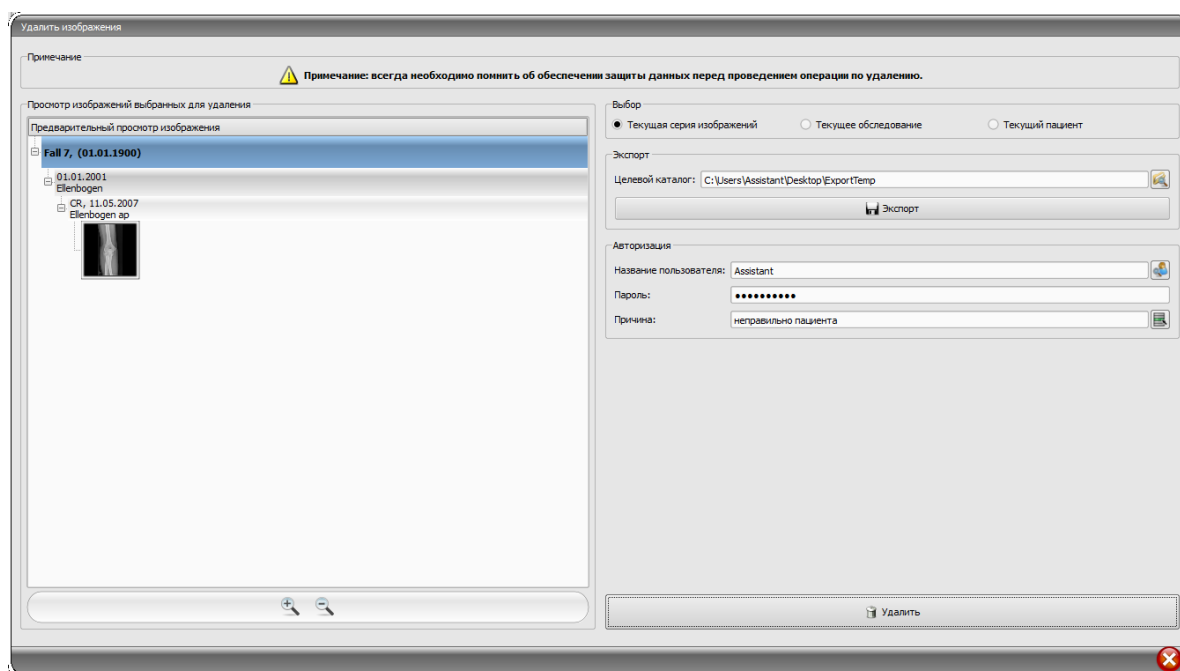 Удалить изображения
Примечание
Примечание: всегда необходимо помнить об обеспечении защиты данных перед проведением операции по удалению.
Просмотр изображений выбранных для удаления
Предварительный просмотр изображения
Fall 7, (01.01.1900)
01.01.2001
Ellenbogen
CR, 11.05.2007
Ellenbogen ap
Выбор
Текущая серия изображений
Текущее обследование
Текущий пациент
Экспорт
Целевой каталог: C:\Users\Assistant\Desktop\ExportTemp
Экспорт
Авторизация
Название пользователя: Assistant
Пароль: ●●●●●●●●●●
Причина: неправильно пациента
Удалить